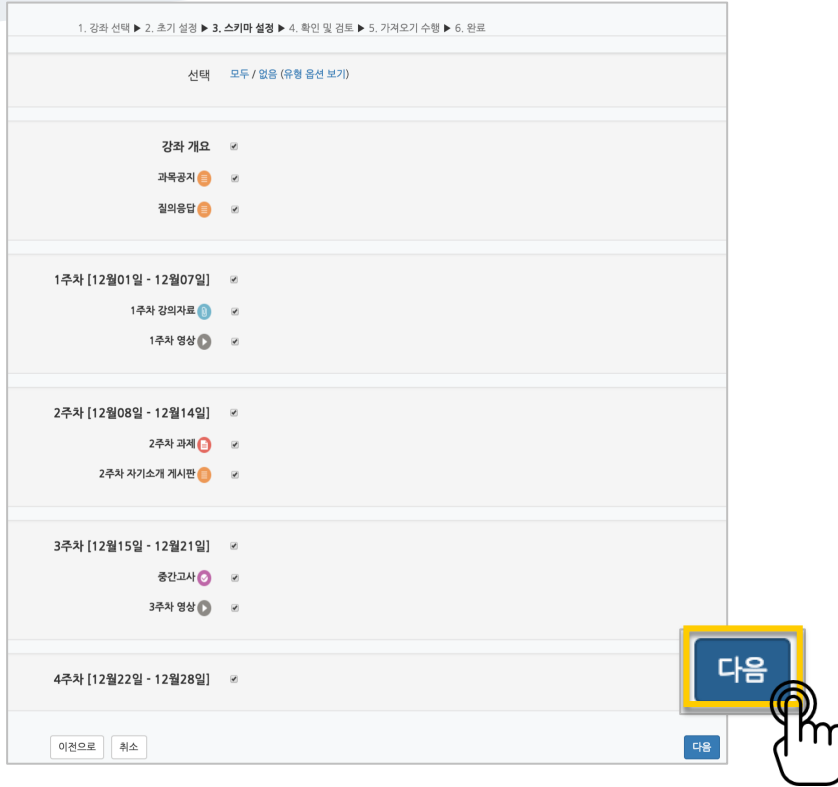 1. 강좌 선택 ▶ 2. 초기 설정 ▶ 3. 스키마 설정 ▶ 4. 확인 및 검토 ▶ 5. 가져오기 수행 ▶ 6. 완료
선택 모두 / 없음 (유형 옵션 보기)
강좌 개요
과목공지
질의응답
1주차 [12월01일 - 12월07일]
1주차 강의자료
1주차 영상
2주차 [12월08일 - 12월14일]
2주차 과제
2주차 자기소개 게시판
3주차 [12월15일 - 12월21일]
중간고사
3주차 영상
4주차 [12월22일 - 12월28일]
다음
이전으로 취소 다음